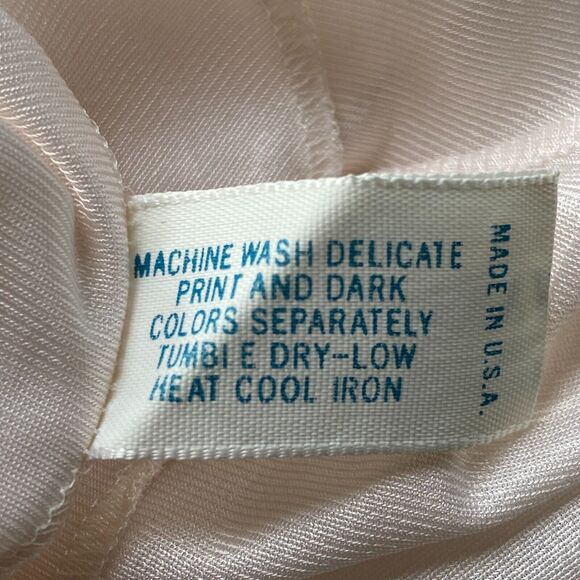 MACHINE WASH DELICATE
PRINT AND DARK
COLORS SEPARATELY
TUMBLE DRY--LOW
HEAT COOL IRON
MADE IN U.S.A.